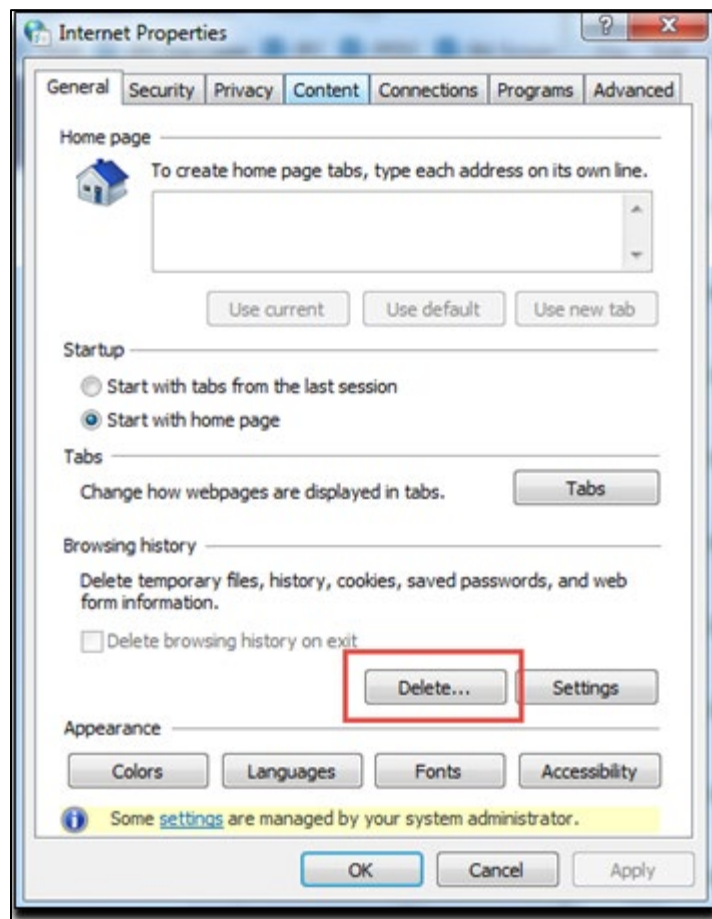 Internet Properties
General Security Privacy Content Connections Programs Advanced
Home page
To create home page tabs, type each address on its own line.
Use current Use default Use new tab
Startup
Start with tabs from the last session
Start with home page
Tabs
Change how webpages are displayed in tabs. Tabs
Browsing history
Delete temporary files, history, cookies, saved passwords, and web
form information.
Delete browsing history on exit
Delete... Settings
Appearance
Colors Languages Fonts Accessibility
Some settings are managed by your system administrator.
OK Cancel Apply